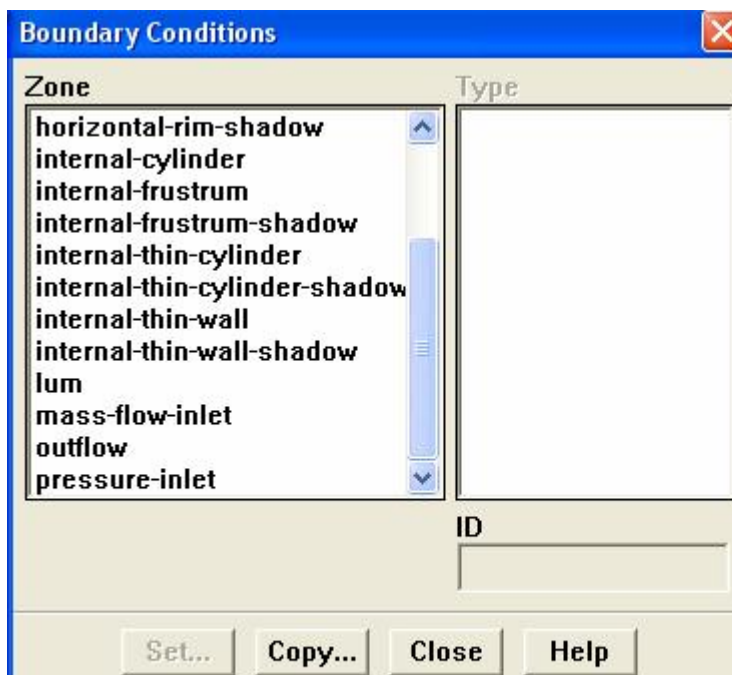 Boundary Conditions
Zone
Type
horizontal-rim-shadow
internal-cylinder
internal-frustrum
internal-frustrum-shadow
internal-thin-cylinder
internal-thin-cylinder-shadow
internal-thin-wall
internal-thin-wall-shadow
lum
mass-flow-inlet
outflow
pressure-inlet
ID
Set...
Copy...
Close
Help